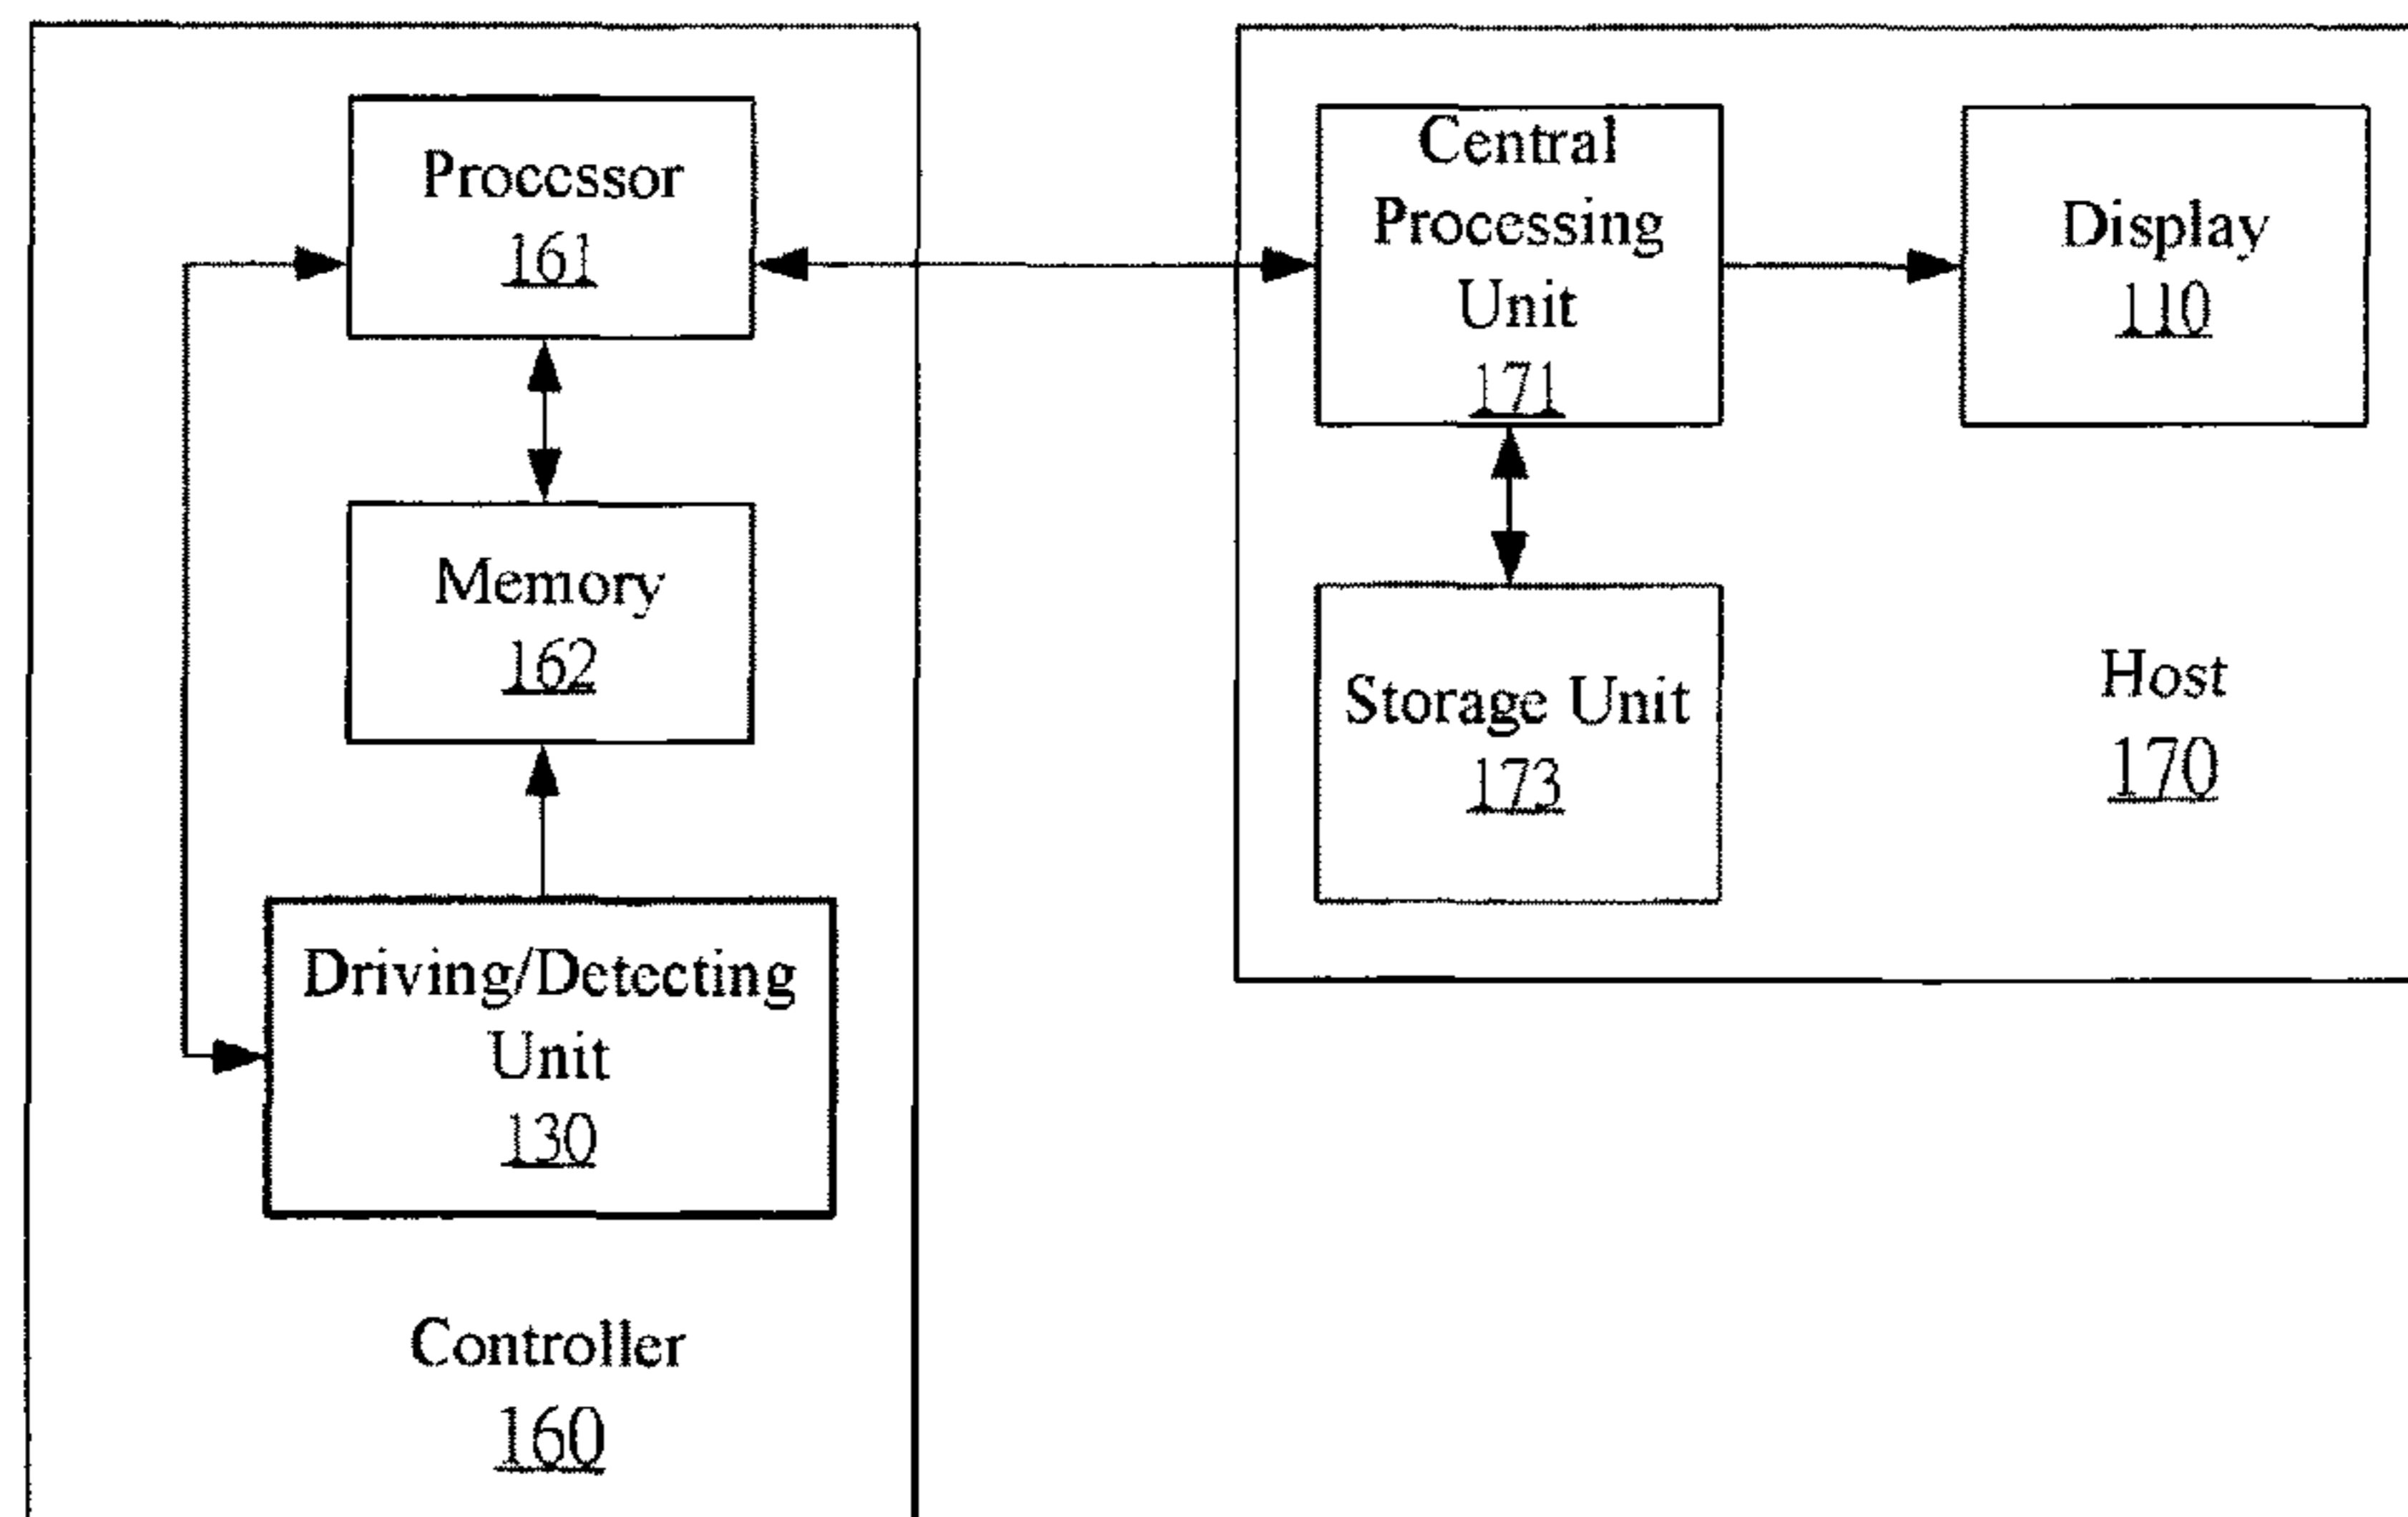 Processor
161
Memory
162
Driving/Detecting
Unit
130
Controller
160
Central
Processing
Unit
171
Display
110
Storage Unit
173
Host
170